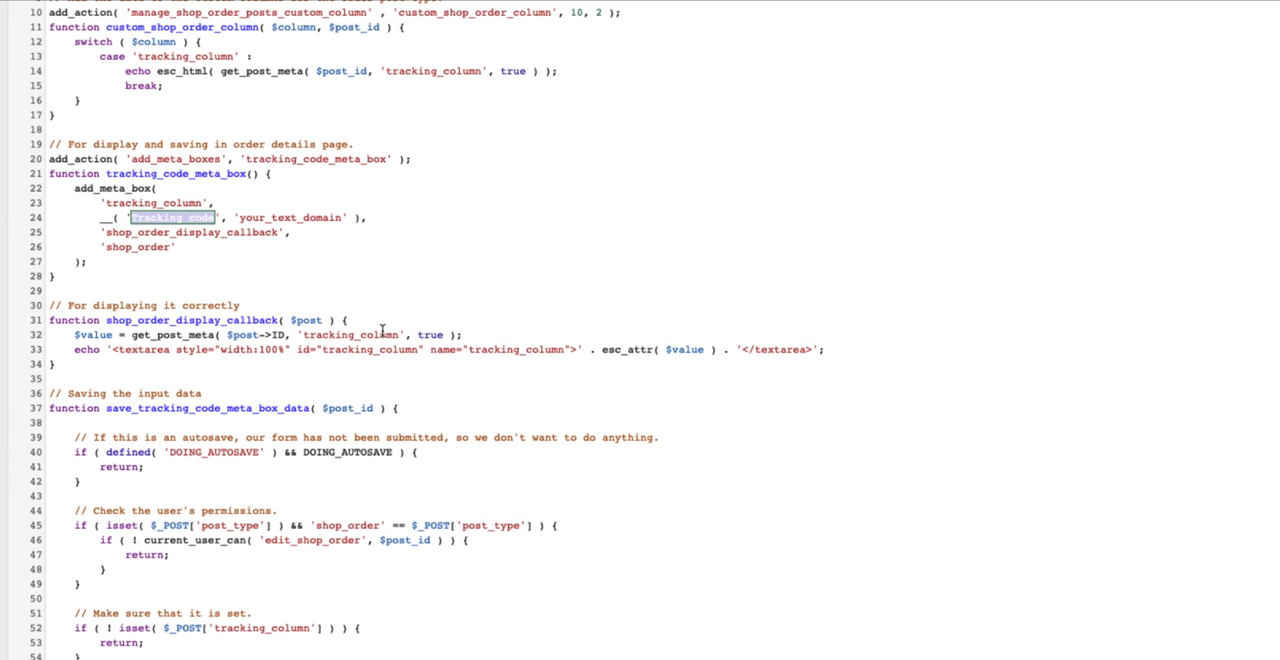 10 add_action( 'manage_shop_order_posts_custom_column' , 'custom_shop_order_column', 10, 2 );
11 function custom_shop_order_column( $column, $post_id ) {
12     switch ( $column ) {
13         case 'tracking_column' :
14             echo esc_html( get_post_meta( $post_id, 'tracking_column', true ) );
15             break;
16     }
17 }
18
19 // For display and saving in order details page.
20 add_action( 'add_meta_boxes', 'tracking_code_meta_box' );
21 function tracking_code_meta_box() {
22     add_meta_box(
23         'tracking_column',
24         __( 'Tracking code', 'your_text_domain' ),
25         'shop_order_display_callback',
26         'shop_order'
27     );
28 }
29
30 // For displaying it correctly
31 function shop_order_display_callback( $post ) {
32     $value = get_post_meta( $post->ID, 'tracking_column', true );
33     echo '<textarea style="width:100%" id="tracking_column" name="tracking_column">' . esc_attr( $value ) . '</textarea>';
34 }
35
36 // Saving the input data
37 function save_tracking_code_meta_box_data( $post_id ) {
38
39     // If this is an autosave, our form has not been submitted, so we don't want to do anything.
40     if ( defined( 'DOING_AUTOSAVE' ) && DOING_AUTOSAVE ) {
41         return;
42     }
43
44     // Check the user's permissions.
45     if ( isset( $_POST['post_type'] ) && 'shop_order' == $_POST['post_type'] ) {
46         if ( ! current_user_can( 'edit_shop_order', $post_id ) ) {
47             return;
48         }
49     }
50
51     // Make sure that it is set.
52     if ( ! isset( $_POST['tracking_column'] ) ) {
53         return;
54     }